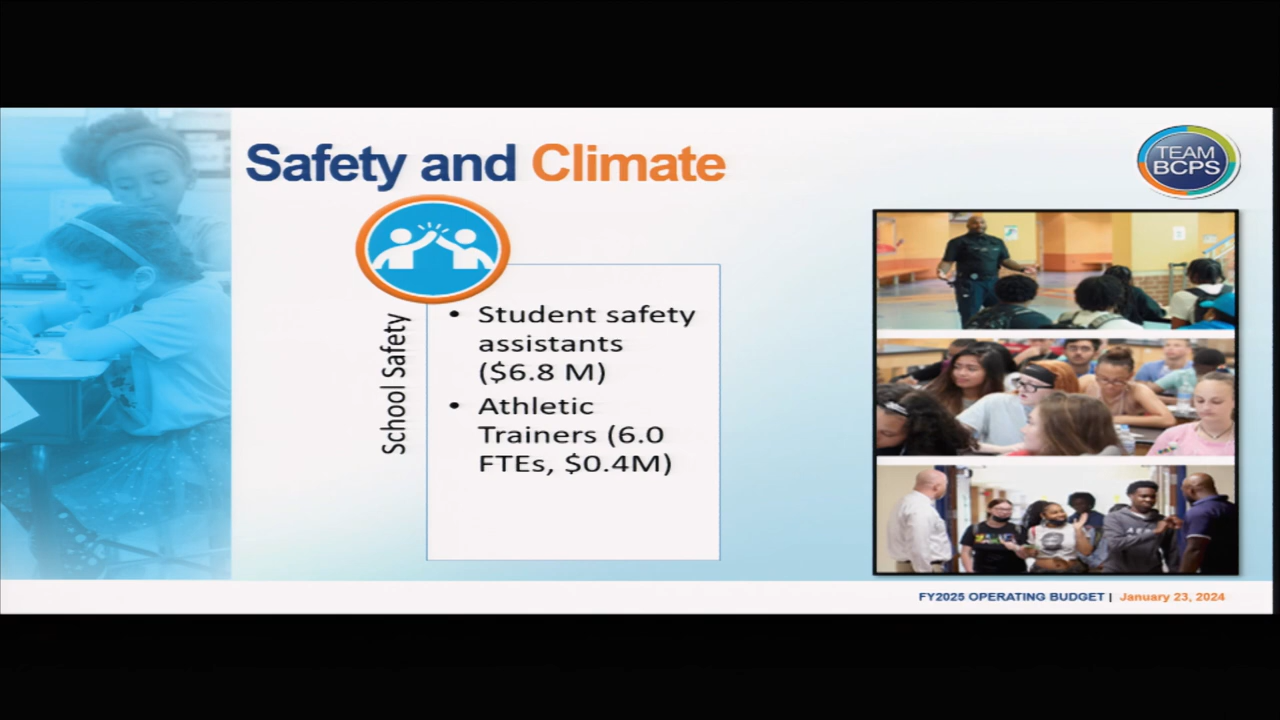 Safety and Climate
TEAM
BCPS
School Safety
• Student safety
assistants
($6.8 M)
• Athletic
Trainers (6.0
FTEs, $0.4M)
FY2025 OPERATING BUDGET | January 23, 2024